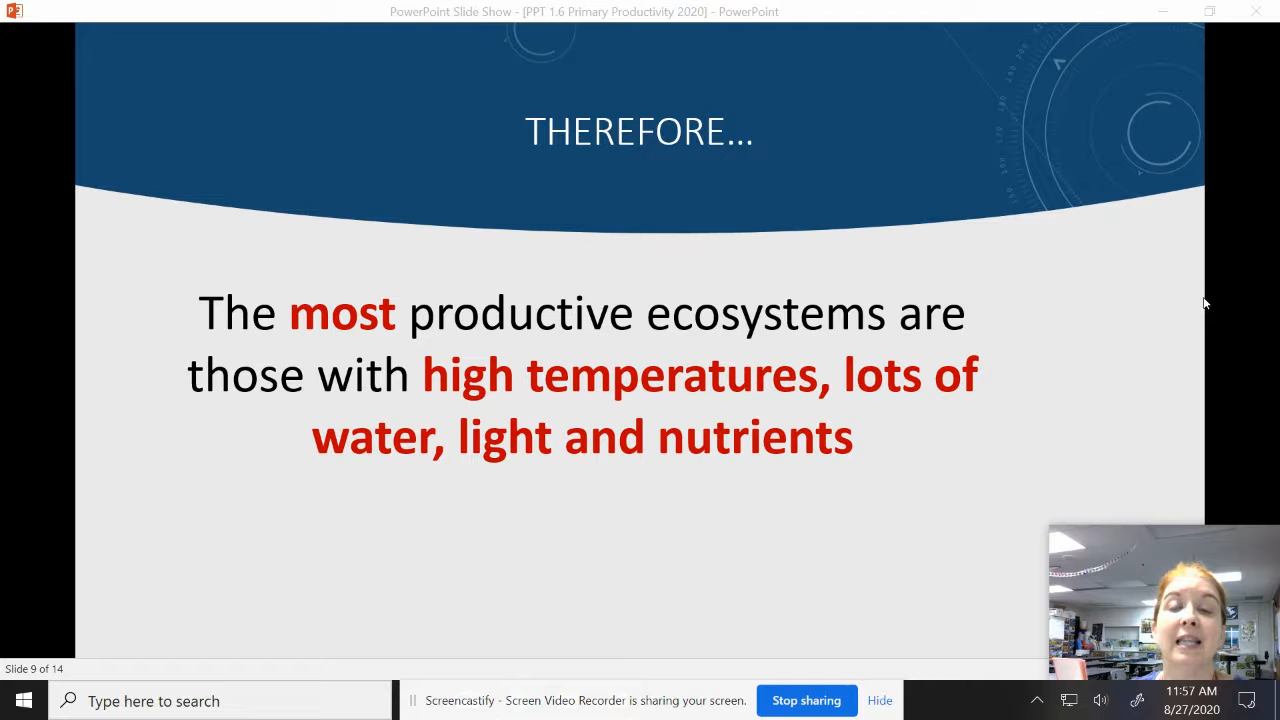 PowerPoint Slide Show - [PPT 1.6 Primary Productivity 2020] - PowerPoint
THEREFORE...
The most productive ecosystems are
those with high temperatures, lots of
water, light and nutrients
Slide 9 of 14
Type here to search
Screencastify - Screen Video Recorder is sharing your screen.
Stop sharing
Hide
11:57 AM
8/27/2020